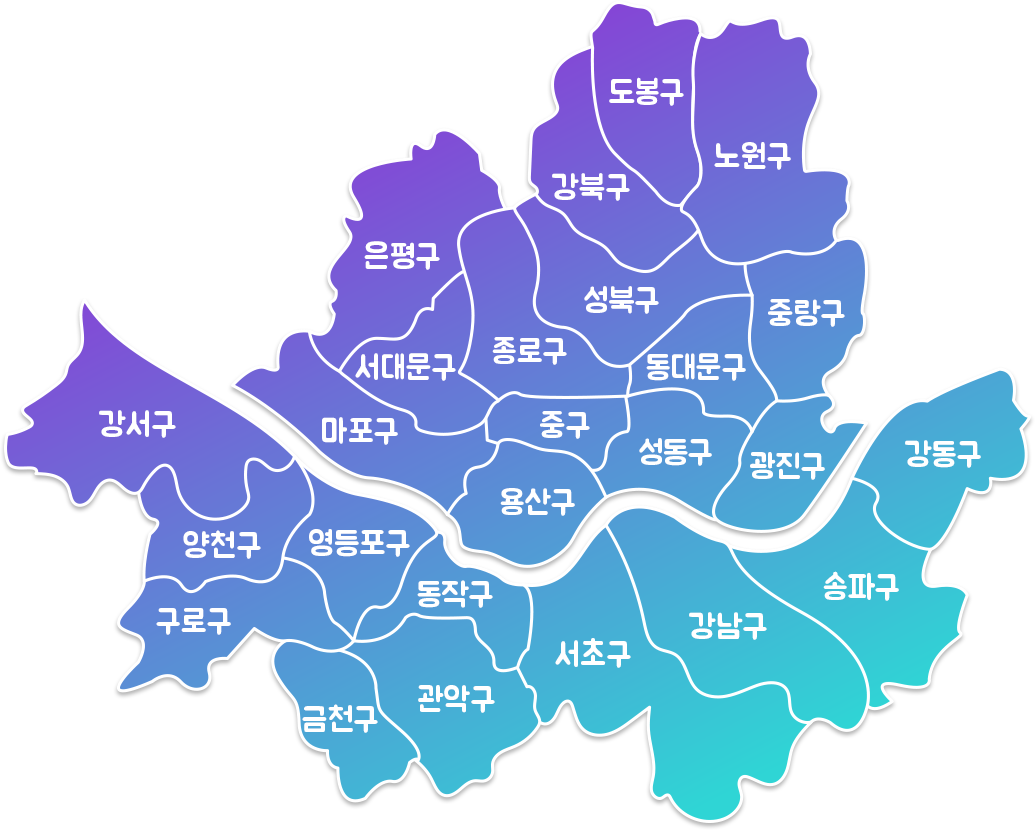 도봉구
노원구
강북구
은평구
성북구
중랑구
종로구
서대문구
동대문구
강서구
마포구
중구
성동구
광진구
강동구
용산구
양천구
영등포구
동작구
송파구
구로구
강남구
서초구
관악구
금천구